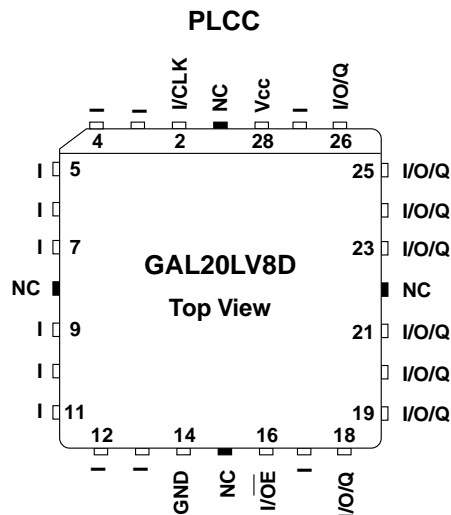 PLCC
I I I/CLK NC Vcc I I/O/Q
4 2 28 26
I 5 25 I/O/Q
I I/O/Q
I 7 23 I/O/Q
GAL20LV8D
NC NC
Top View
I 9 21 I/O/Q
I I/O/Q
I 11 19 I/O/Q
12 14 16 18
I I GND NC I/OE I I/O/Q